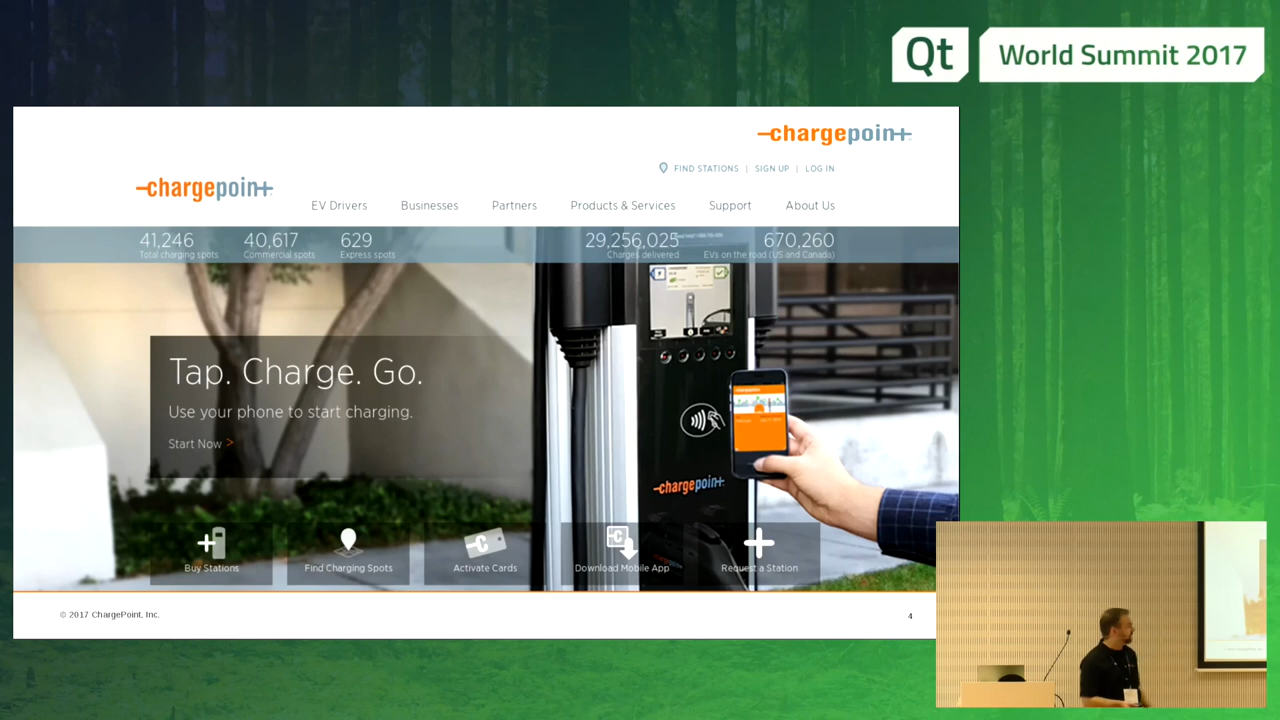 Qt World Summit 2017
chargepoint
FIND STATIONS | SIGN UP | LOG IN
chargepoint
EV Drivers Businesses Partners Products & Services Support About Us
41,246 40,617 629 29,256,025 670,260
Total charging spots Commercial spots Express spots Charges delivered EVs on the road (US and Canada)
Tap. Charge. Go.
Use your phone to start charging.
Start Now >
chargepoint
Buy Stations Find Charging Spots Activate Cards Download Mobile App Request a Station
© 2017 ChargePoint, Inc.
4